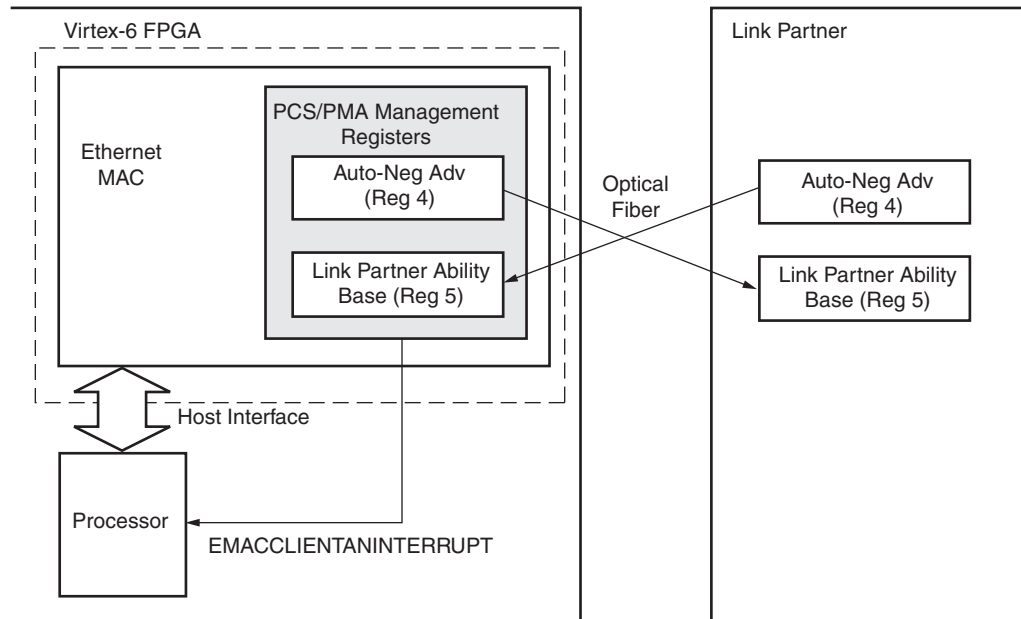 Virtex-6 FPGA
Link Partner
PCS/PMA Management
Registers
Ethernet
MAC
Auto-Neg Adv
(Reg 4)
Optical
Fiber
Auto-Neg Adv
(Reg 4)
Link Partner Ability
Base (Reg 5)
Link Partner Ability
Base (Reg 5)
Host Interface
Processor
EMACCLIENTANINTERRUPT